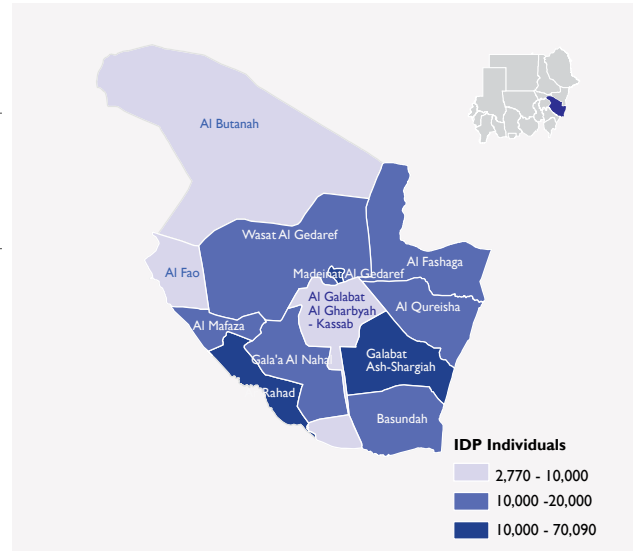 Al Butanah
Wasat Al Gedaref
Al Fashaga
Al Fao
Madeinat Al Gedaref
Al Galabat
Al Gharbyah
- Kassab
Al Qureisha
Al Mafaza
Gala'a Al Nahal
Galabat
Ash-Shargiah
Rahad
Basundah
IDP Individuals
2,770 - 10,000
10,000 -20,000
10,000 - 70,090